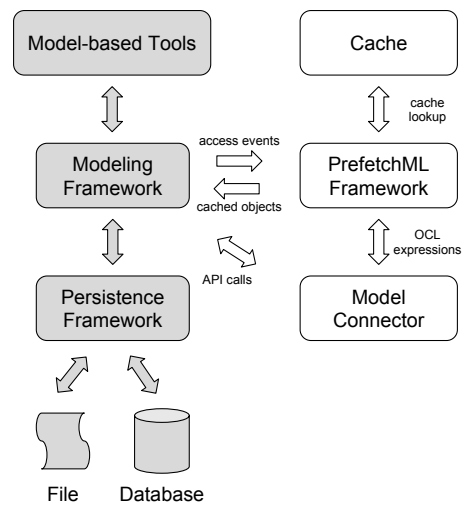 Model-based Tools
Cache
cache
lookup
access events
Modeling
Framework
PrefetchML
Framework
cached objects
OCL
expressions
API calls
Persistence
Framework
Model
Connector
File
Database